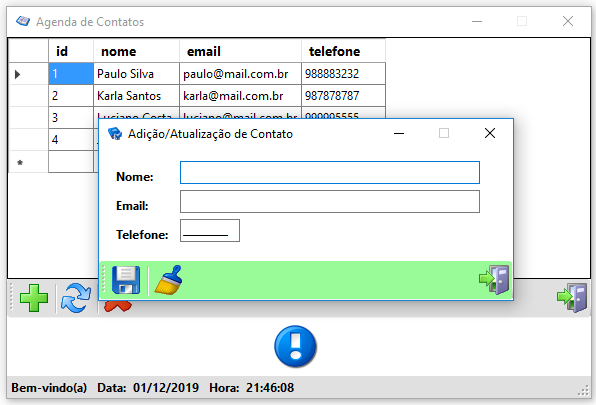 Agenda de Contatos
id nome email telefone
1 Paulo Silva paulo@mail.com.br 988883232
2 Karla Santos karla@mail.com.br 987878787
3 Luciano Costa luciano@mail.com.br 999995555
4
*
Adição/Atualização de Contato
Nome:
Email:
Telefone:
Bem-vindo(a) Data: 01/12/2019 Hora: 21:46:08